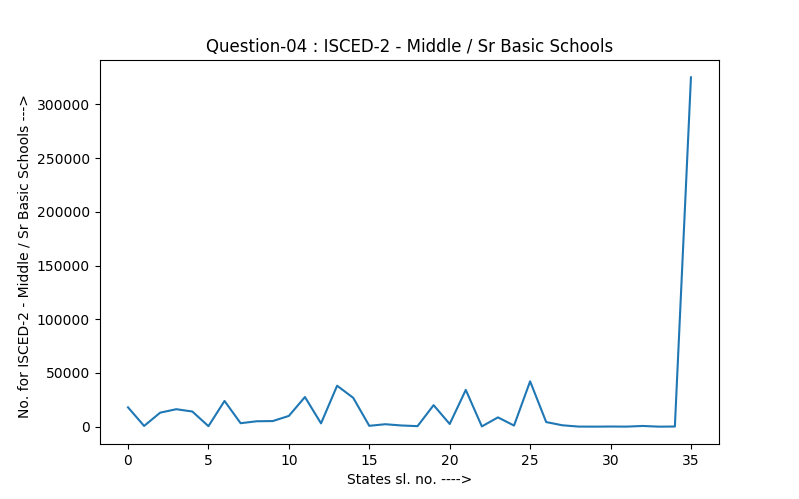 Question-04 : ISCED-2 - Middle / Sr Basic Schools
No. for ISCED-2 - Middle / Sr Basic Schools --->
300000
250000
200000
150000
100000
50000
0
0 5 10 15 20 25 30 35
States sl. no. ---->